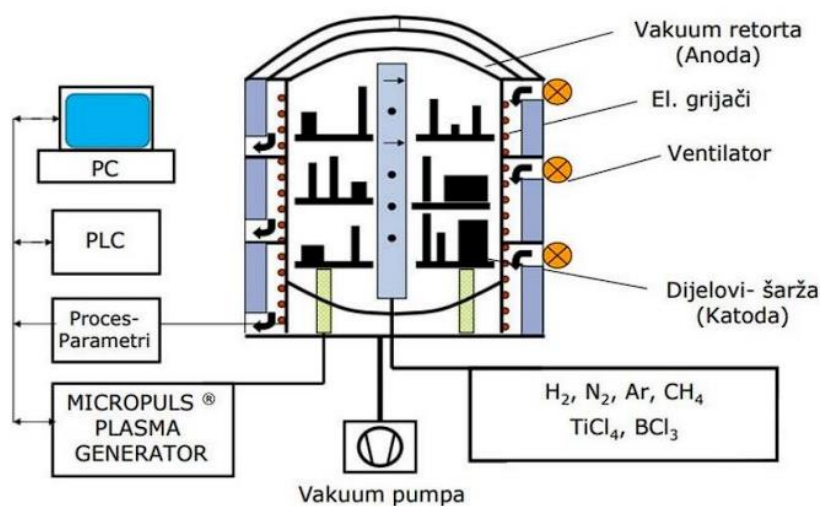 Vakuum retorta
(Anoda)
El. grijači
Ventilator
Dijelovi- šarža
(Katoda)
PC
PLC
Proces-
Parametri
MICROPULS ®
PLASMA
GENERATOR
H₂, N₂, Ar, CH₄
TiCl₄, BCl₃
Vakuum pumpa